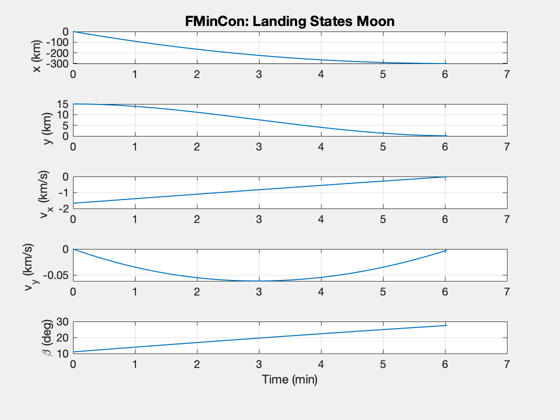 FMinCon: Landing States Moon
x (km)
0
-100
-200
-300
0 1 2 3 4 5 6 7
y (km)
15
10
5
0
0 1 2 3 4 5 6 7
v_x (km/s)
0
-1
-2
0 1 2 3 4 5 6 7
v_y (km/s)
0
-0.05
0 1 2 3 4 5 6 7
β (deg)
30
20
10
0 1 2 3 4 5 6 7
Time (min)